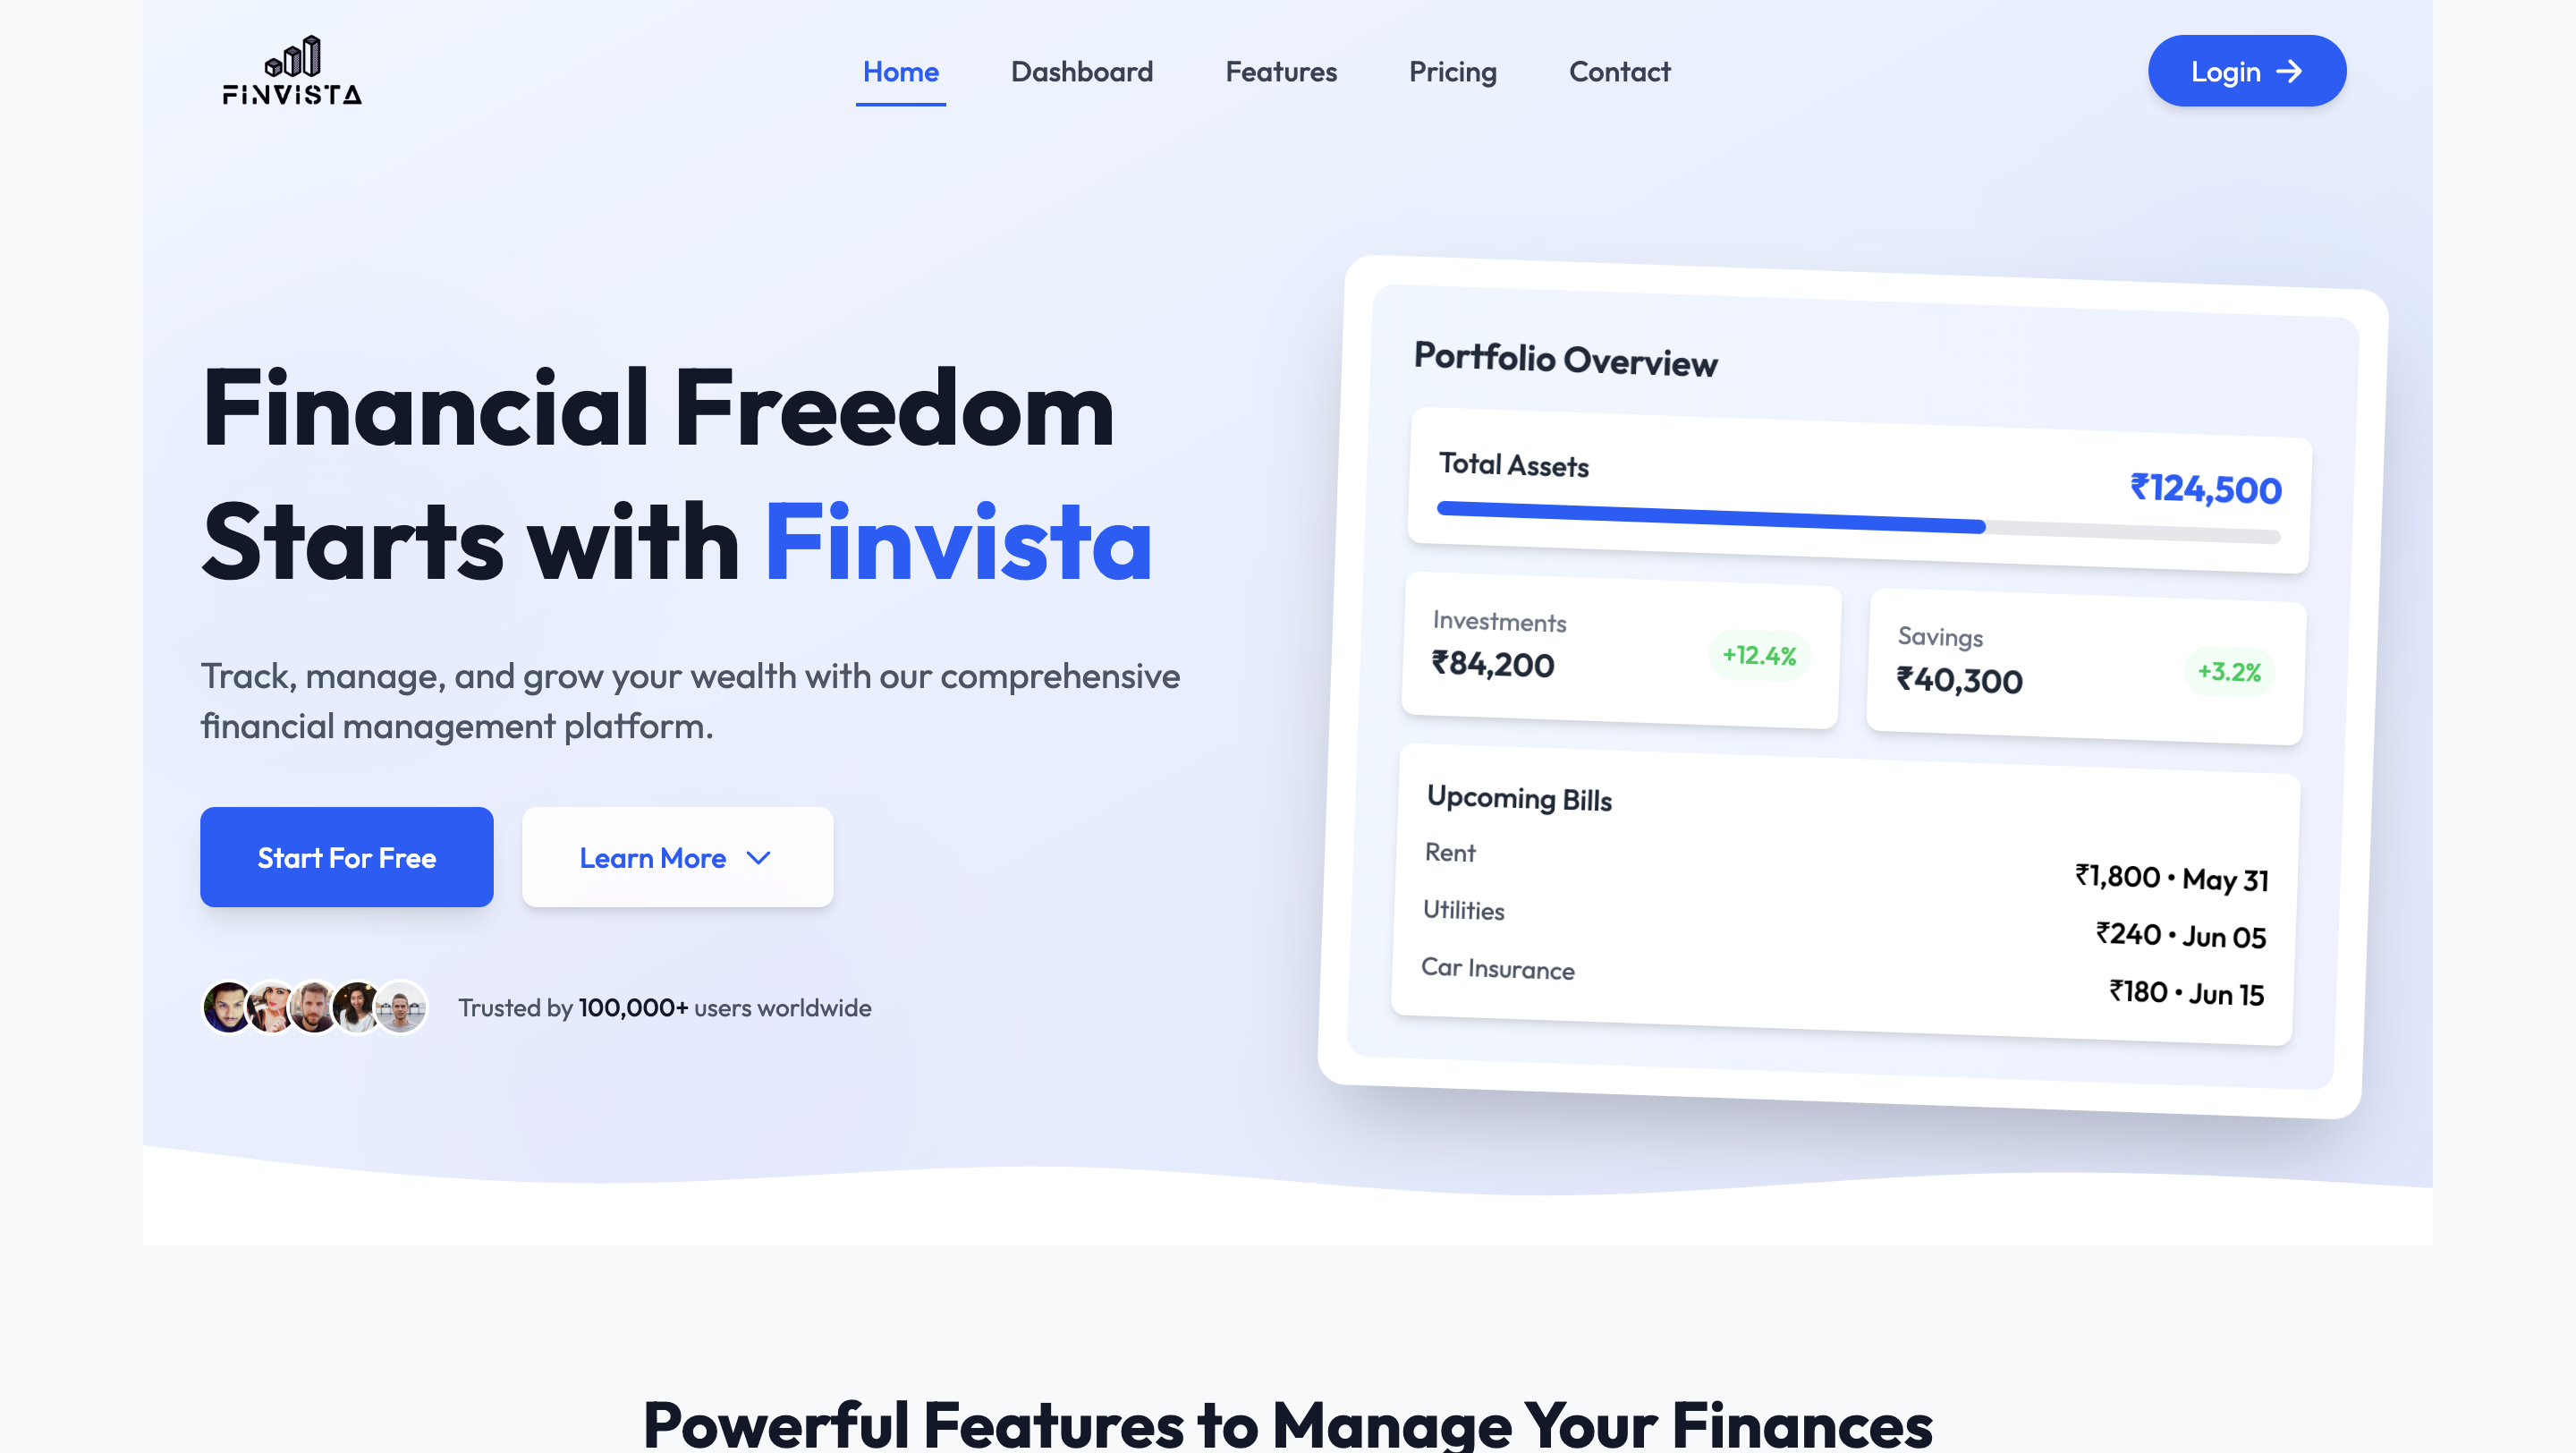 FINVISTA
Home
Dashboard
Features
Pricing
Contact
Login
Financial Freedom
Starts with Finvista
Track, manage, and grow your wealth with our comprehensive
financial management platform.
Start For Free
Learn More
Trusted by 100,000+ users worldwide
Portfolio Overview
Total Assets
₹124,500
Investments
₹84,200
+12.4%
Savings
₹40,300
+3.2%
Upcoming Bills
Rent
₹1,800 • May 31
Utilities
₹240 • Jun 05
Car Insurance
₹180 • Jun 15
Powerful Features to Manage Your Finances